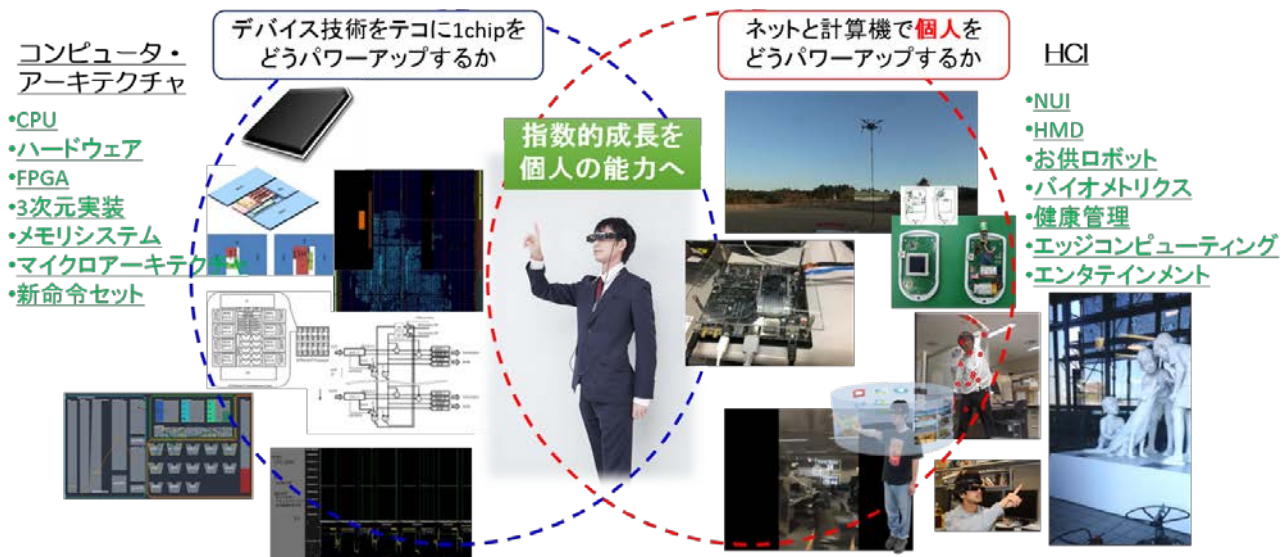 デバイス技術をテコに1chipを
どうパワーアップするか
ネットと計算機で個人を
どうパワーアップするか
コンピュータ・
アーキテクチャ
•CPU
•ハードウェア
•FPGA
•3次元実装
•メモリシステム
•マイクロアーキテクチャ
•新命令セット
指数的成長を
個人の能力へ
HCI
•NUI
•HMD
•お供ロボット
•バイオメトリクス
•健康管理
•エッジコンピューティング
•エンタテインメント